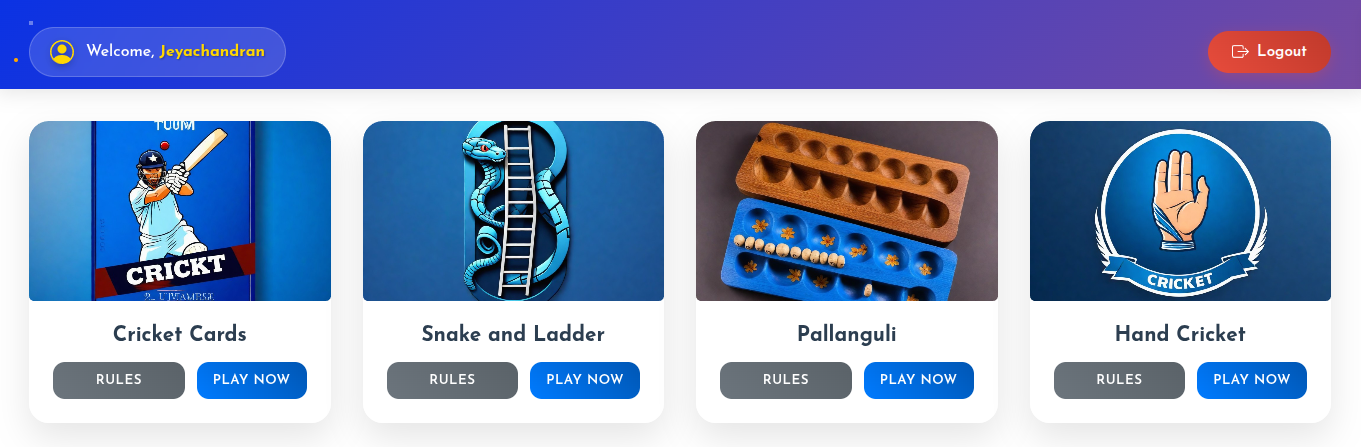 Welcome, Jeyachandran
Logout
CRICKT
CRICKET
Cricket Cards
Snake and Ladder
Pallanguli
Hand Cricket
RULES
PLAY NOW
RULES
PLAY NOW
RULES
PLAY NOW
RULES
PLAY NOW